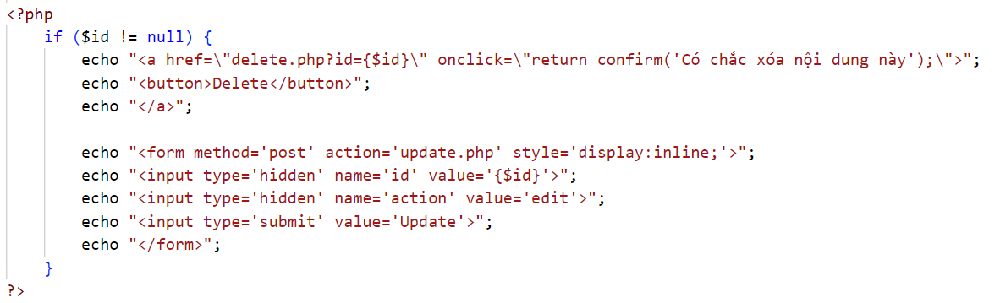 <?php
if ($id != null) {
echo "<a href=\"delete.php?id={$id}\" onclick=\"return confirm('Có chắc xóa nội dung này');\">";
echo "<button>Delete</button>";
echo "</a>";
echo "<form method='post' action='update.php' style='display:inline;'>";
echo "<input type='hidden' name='id' value='{$id}'>";
echo "<input type='hidden' name='action' value='edit'>";
echo "<input type='submit' value='Update'>";
echo "</form>";
}
?>